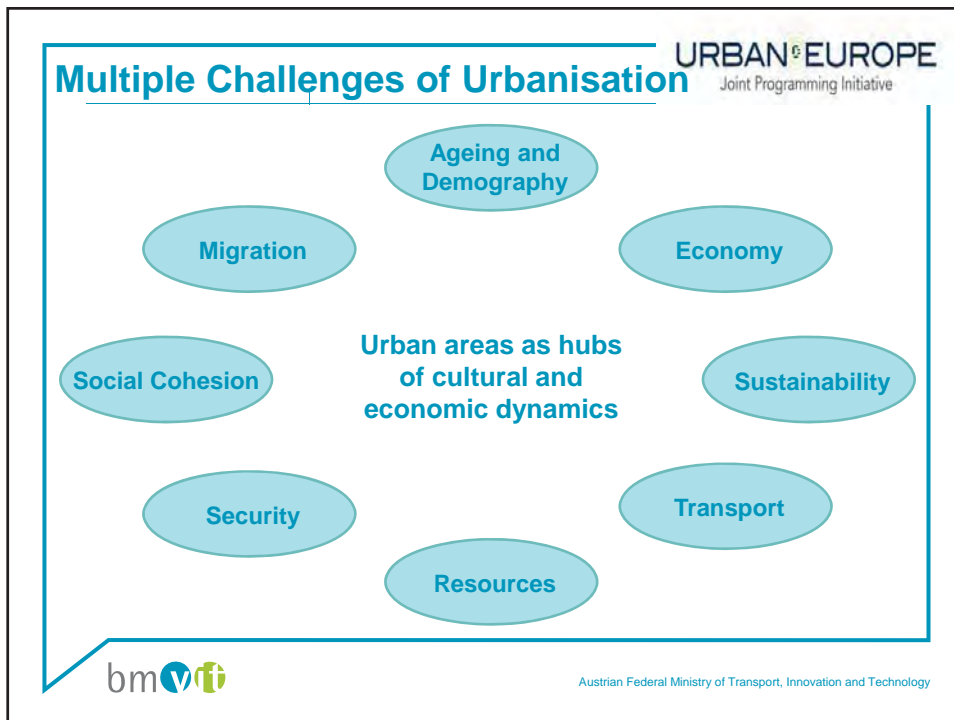 Multiple Challenges of Urbanisation
URBAN EUROPE
Joint Programming Initiative
Ageing and
Demography
Migration
Economy
Urban areas as hubs
of cultural and
economic dynamics
Social Cohesion
Sustainability
Security
Transport
Resources
bmvit
Austrian Federal Ministry of Transport, Innovation and Technology